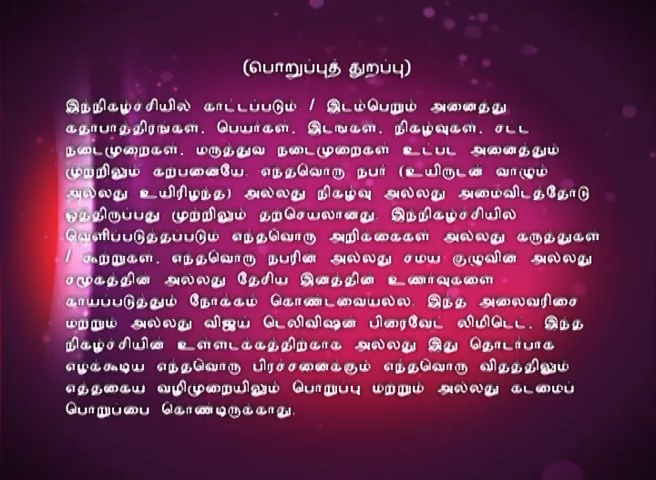 (பொறுப்புத் துறப்பு)
இந்நிகழ்ச்சியில் காட்டப்படும் / இடம்பெறும் அனைத்து
கதாபாத்திரங்கள், பெயர்கள், இடங்கள், நிகழ்வுகள், சட்ட
நடைமுறைகள், மருத்துவ நடைமுறைகள் உட்பட அனைத்தும்
முற்றிலும் கற்பனையே. எந்தவொரு நபர் (உயிருடன் வாழும்
அல்லது உயிரிழந்த) அல்லது நிகழ்வு அல்லது அமைவிடத்தோடு
ஒத்திருப்பது முற்றிலும் தற்செயலானது. இந்நிகழ்ச்சியில்
வெளிப்படுத்தப்படும் எந்தவொரு அறிக்கைகள் அல்லது கருத்துகள்
/ கூற்றுகள், எந்தவொரு நபரின் அல்லது சமய குழுவின் அல்லது
சமூகத்தின் அல்லது தேசிய இனத்தின் உணர்வுகளை
காயப்படுத்தும் நோக்கம் கொண்டவையல்ல. இந்த அலைவரிசை
மற்றும் அல்லது விஜய் டெலிவிஷன் பிரைவேட் லிமிடெட், இந்த
நிகழ்ச்சியின் உள்ளடக்கத்திற்காக அல்லது இது தொடர்பாக
எழக்கூடிய எந்தவொரு பிரச்சனைக்கும் எந்தவொரு விதத்திலும்
எத்தகைய வழிமுறையிலும் பொறுப்பு மற்றும் அல்லது கடமைப்
பொறுப்பை கொண்டிருக்காது.